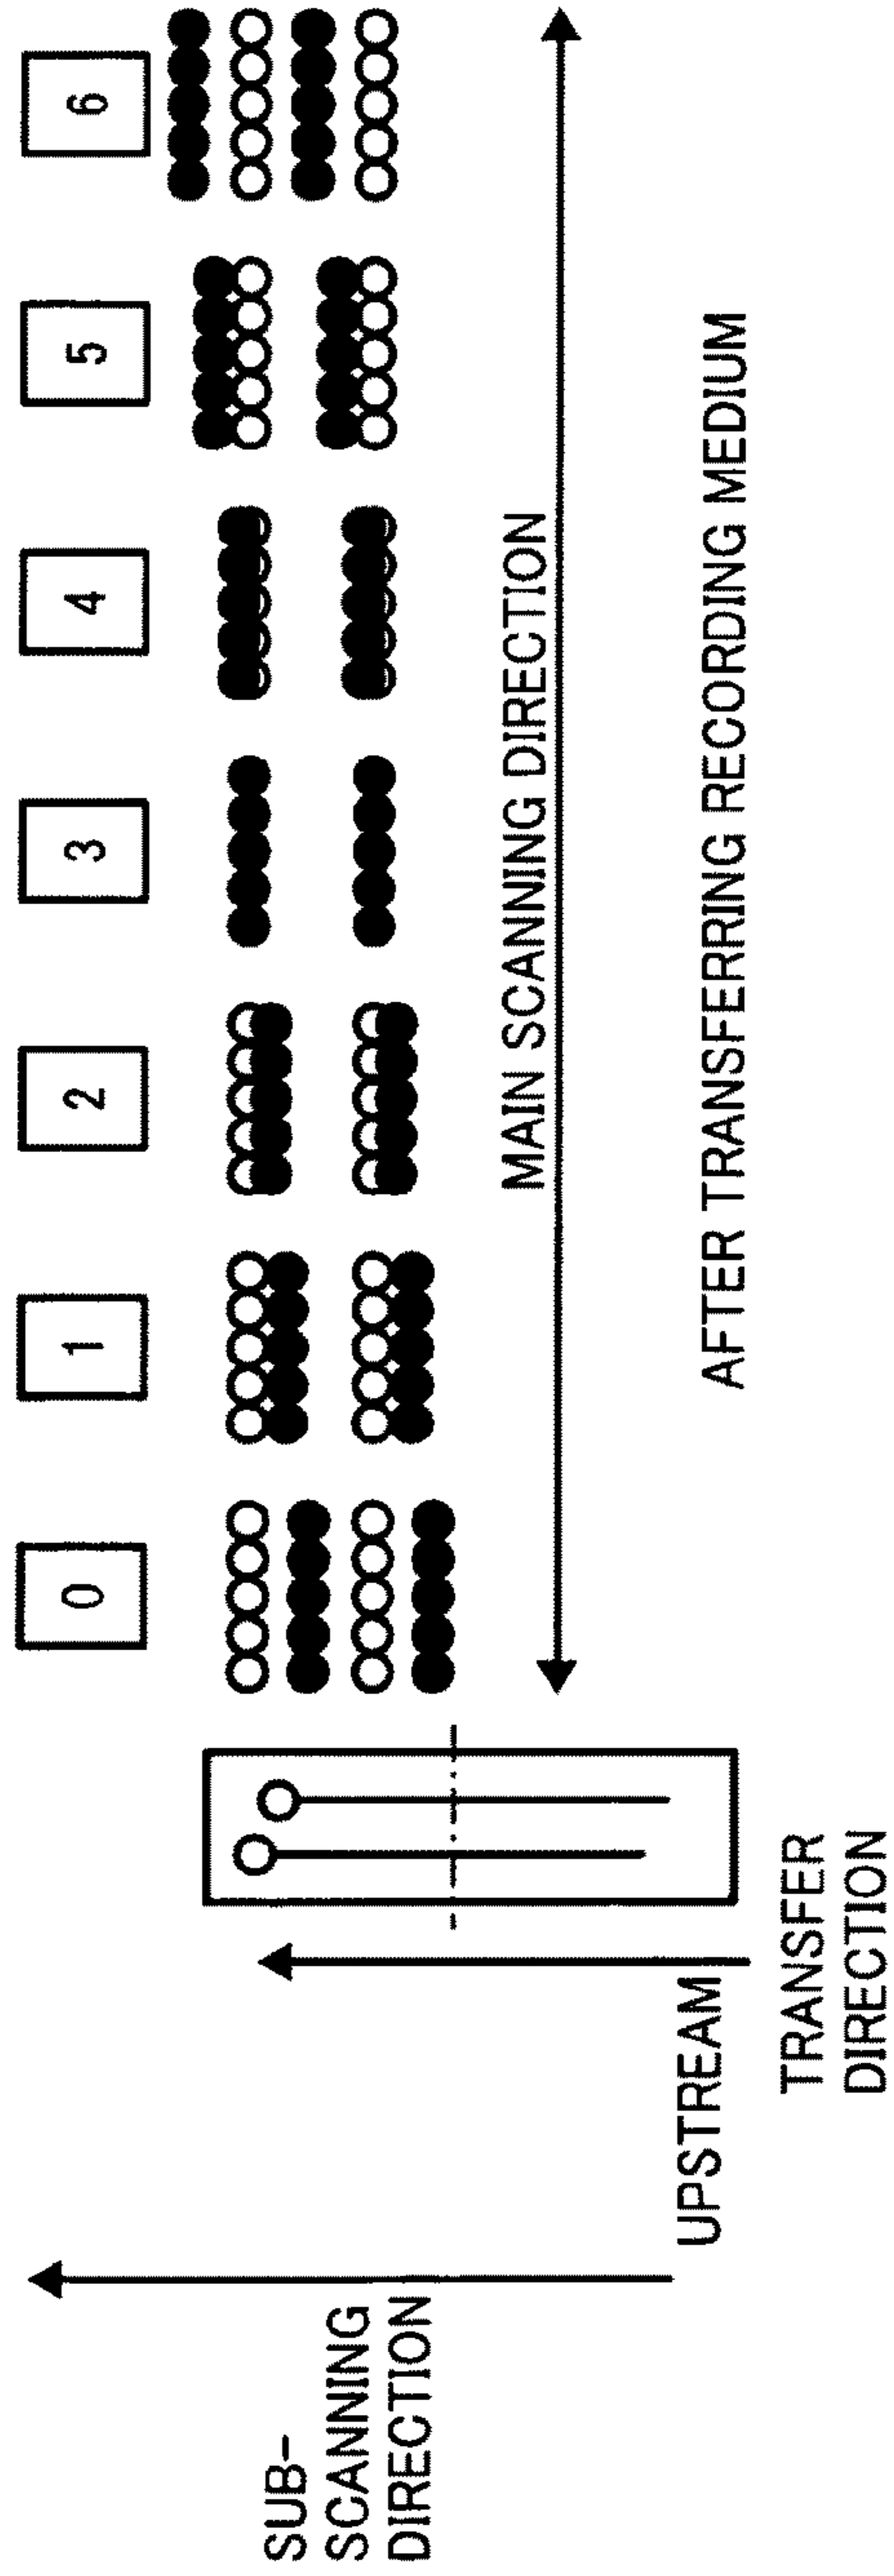 0
1
2
3
4
5
6
SUB-
SCANNING
DIRECTION
MAIN SCANNING DIRECTION
UPSTREAM
AFTER TRANSFERRING RECORDING MEDIUM
TRANSFER
DIRECTION